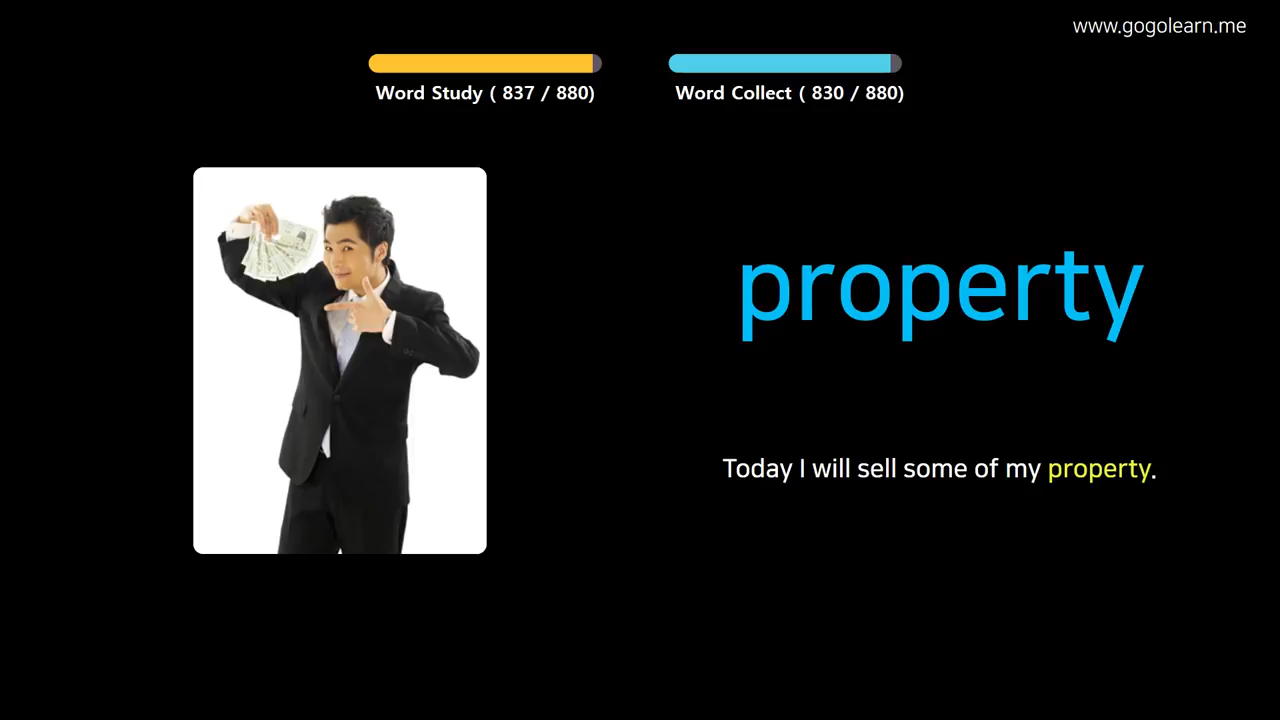 www.gogolearn.me
Word Study ( 837 / 880)
Word Collect ( 830 / 880)
property
Today I will sell some of my property.